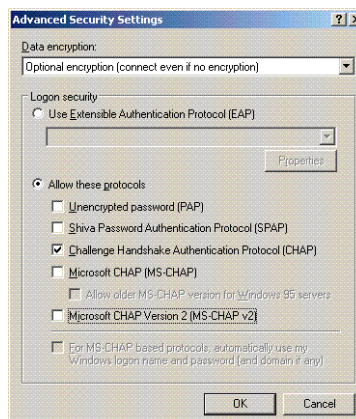 Advanced Security Settings
Data encryption:
Optional encryption (connect even if no encryption)
Logon security
Use Extensible Authentication Protocol (EAP)
Properties
Allow these protocols
Unencrypted password (PAP)
Shiva Password Authentication Protocol (SPAP)
Challenge Handshake Authentication Protocol (CHAP)
Microsoft CHAP (MS-CHAP)
Allow older MS-CHAP version for Windows 95 servers
Microsoft CHAP Version 2 (MS-CHAP v2)
For MS-CHAP based protocols, automatically use my
Windows logon name and password (and domain if any)
OK Cancel